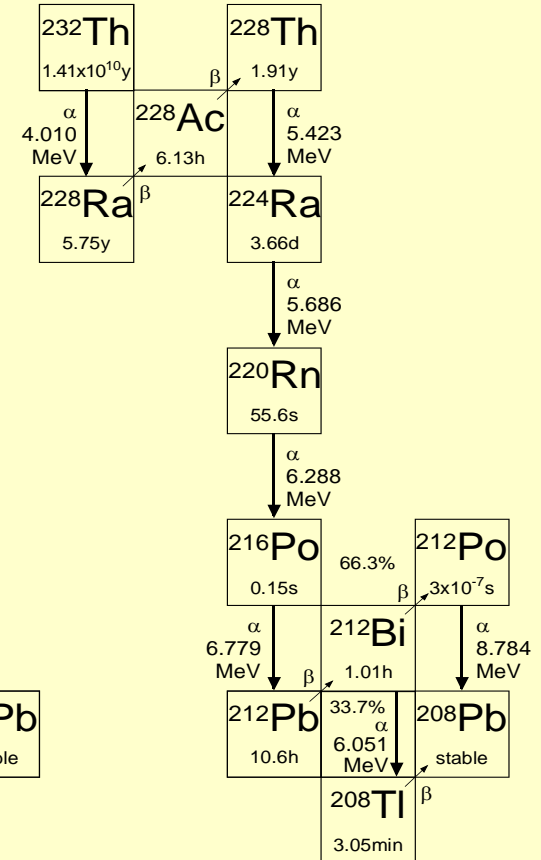 ²³²Th
²²⁸Th
1.41x10¹⁰y
β
1.91y
α
4.010
MeV
²²⁸Ac
α
5.423
MeV
6.13h
²²⁸Ra
β
²²⁴Ra
5.75y
3.66d
α
5.686
MeV
²²⁰Rn
55.6s
α
6.288
MeV
²¹⁶Po
66.3%
²¹²Po
0.15s
β
3x10⁻⁷s
α
6.779
MeV
²¹²Bi
α
8.784
MeV
β
1.01h
Pb
²¹²Pb
33.7%
α
6.051
MeV
²⁰⁸Pb
10.6h
stable
²⁰⁸Tl
β
3.05min